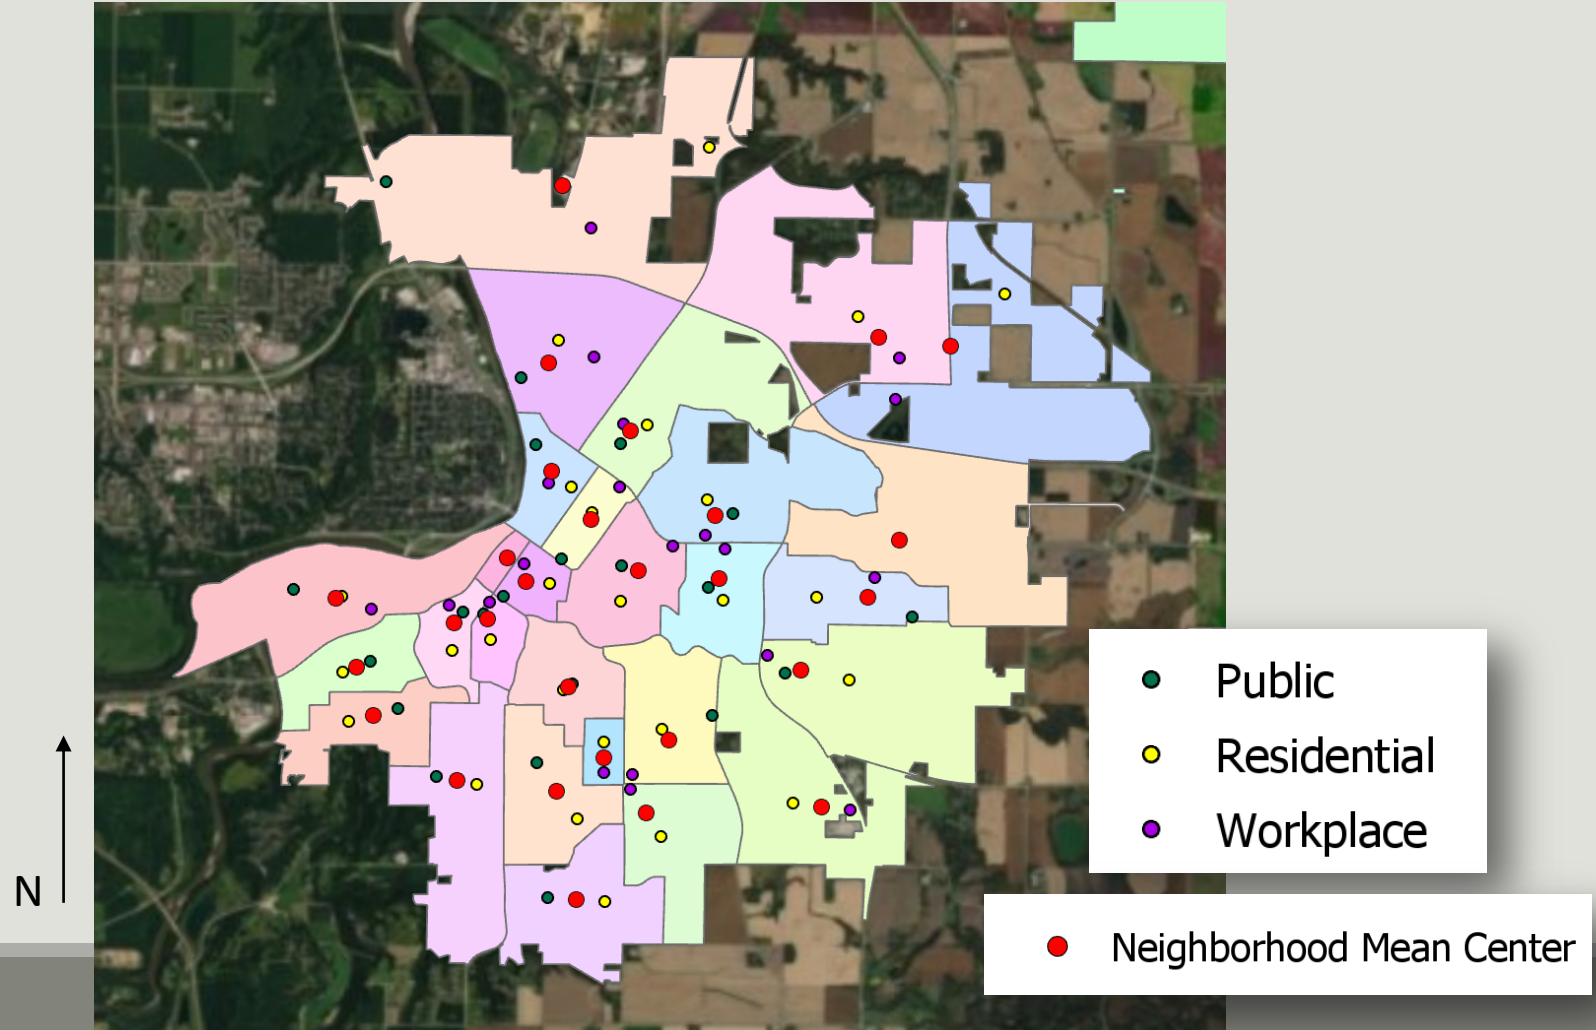 Public
Residential
Workplace
N
Neighborhood Mean Center